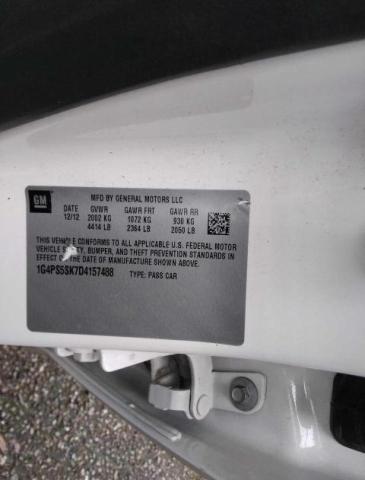 GM
MFD BY GENERAL MOTORS LLC
DATE GVWR GAWR FRT GAWR RR
12/12 2002 KG 1072 KG 930 KG
4414 LB 2364 LB 2050 LB
THIS VEHICLE CONFORMS TO ALL APPLICABLE U.S. FEDERAL MOTOR
VEHICLE SAFETY, BUMPER, AND THEFT PREVENTION STANDARDS IN
EFFECT ON THE DATE OF MANUFACTURE SHOWN ABOVE.
1G4PS5SK7D4157488 TYPE: PASS CAR